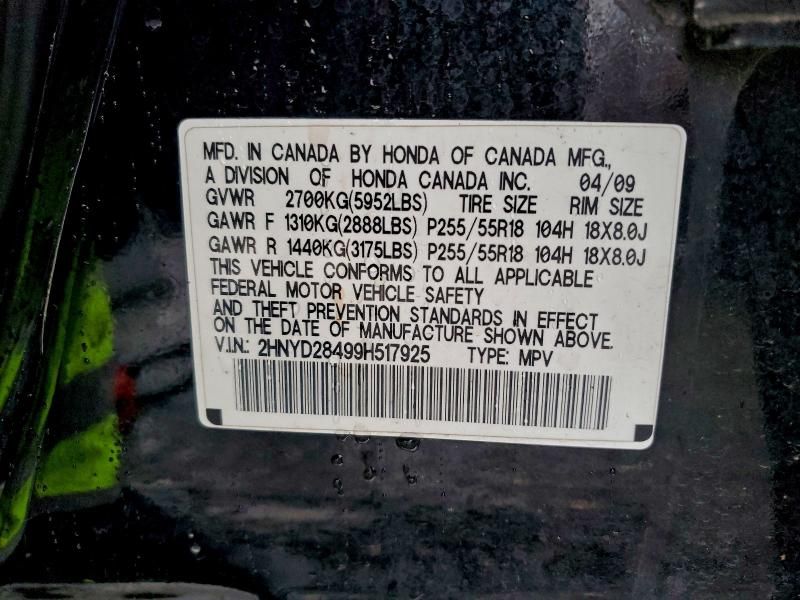 MFD. IN CANADA BY HONDA OF CANADA MFG.,
A DIVISION OF HONDA CANADA INC. 04/09
GVWR 2700KG(5952LBS) TIRE SIZE RIM SIZE
GAWR F 1310KG(2888LBS) P255/55R18 104H 18X8.0J
GAWR R 1440KG(3175LBS) P255/55R18 104H 18X8.0J
THIS VEHICLE CONFORMS TO ALL APPLICABLE
FEDERAL MOTOR VEHICLE SAFETY
AND THEFT PREVENTION STANDARDS IN EFFECT
ON THE DATE OF MANUFACTURE SHOWN ABOVE.
V.I.N.: 2HNYD28499H517925 TYPE: MPV